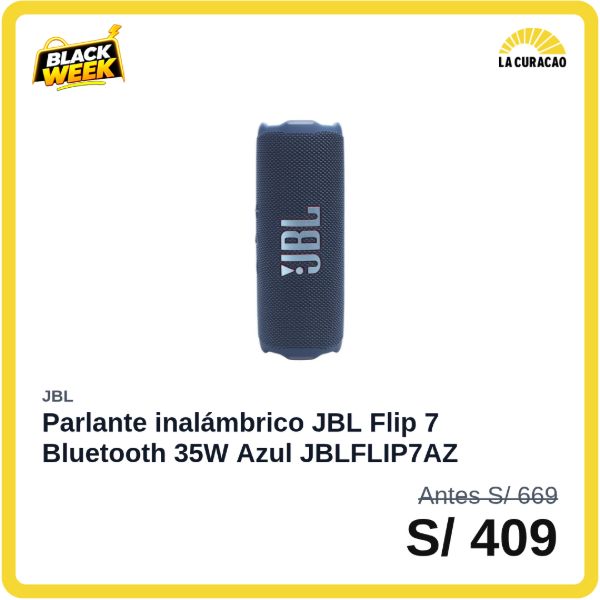 BLACK
WEEK
LA CURACAO
JBL
JBL
Parlante inalámbrico JBL Flip 7
Bluetooth 35W Azul JBLFLIP7AZ
Antes S/ 669
S/ 409